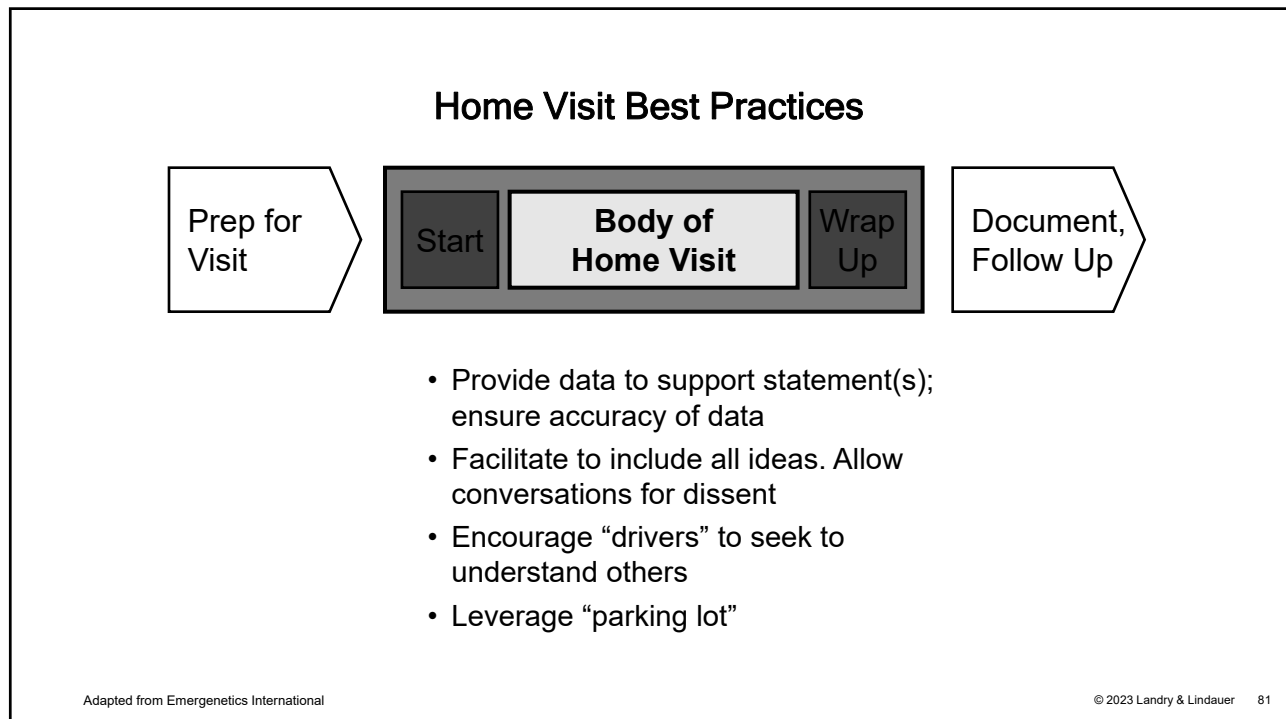 Home Visit Best Practices
Prep for
Visit
Start
Body of
Home Visit
Wrap
Up
Document,
Follow Up
• Provide data to support statement(s);
ensure accuracy of data
• Facilitate to include all ideas. Allow
conversations for dissent
• Encourage “drivers” to seek to
understand others
• Leverage “parking lot”
Adapted from Emergenetics International
© 2023 Landry & Lindauer 81